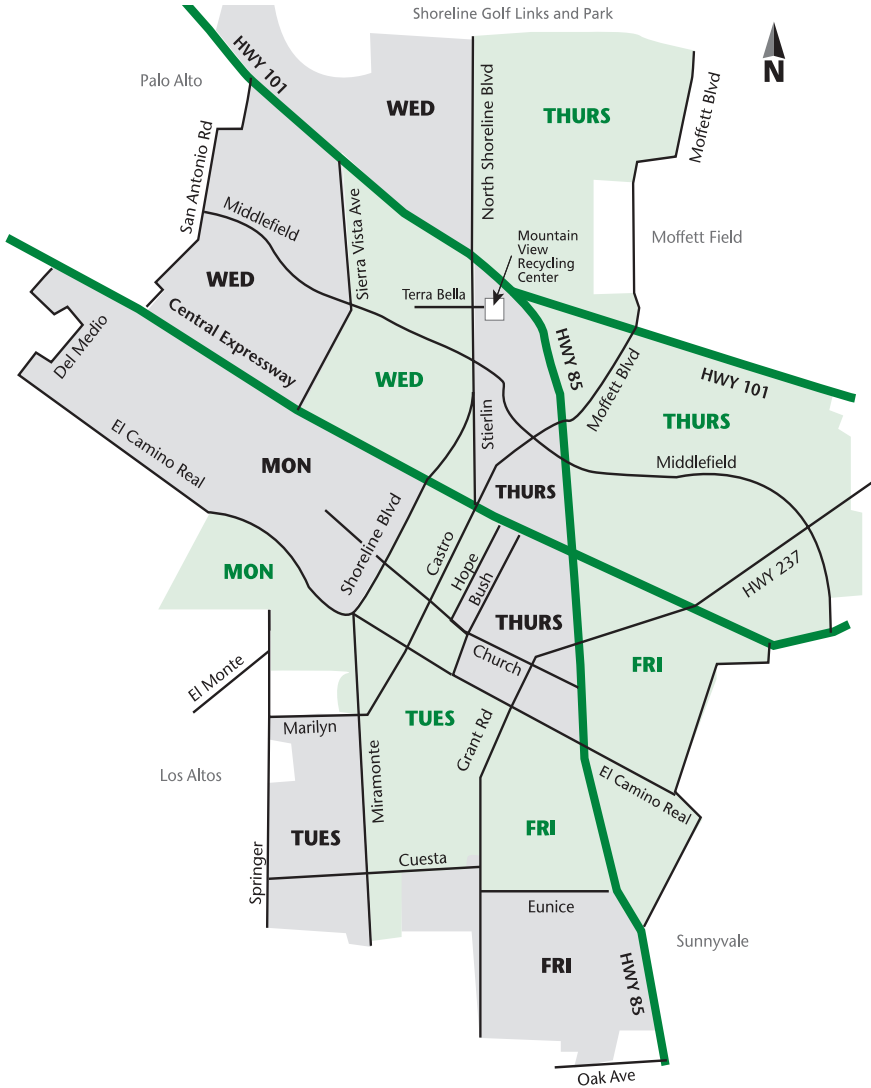 Shoreline Golf Links and Park
HWY 101
Palo Alto
N
WED
THURS
North Shoreline Blvd
Moffett Blvd
San Antonio Rd
Middlefield
Sierra Vista Ave
Mountain
View
Recycling
Center
Moffett Field
WED
Terra Bella
Central Expressway
Del Medio
HWY 85
Moffett Blvd
HWY 101
WED
THURS
El Camino Real
Stierlin
Middlefield
MON
THURS
Shoreline Blvd
Castro
Hope
Bush
HWY 237
MON
THURS
Church
FRI
El Monte
Marilyn
TUES
Grant Rd
Los Altos
Miramonte
El Camino Real
TUES
FRI
Springer
Cuesta
Eunice
Sunnyvale
FRI
HWY 85
Oak Ave